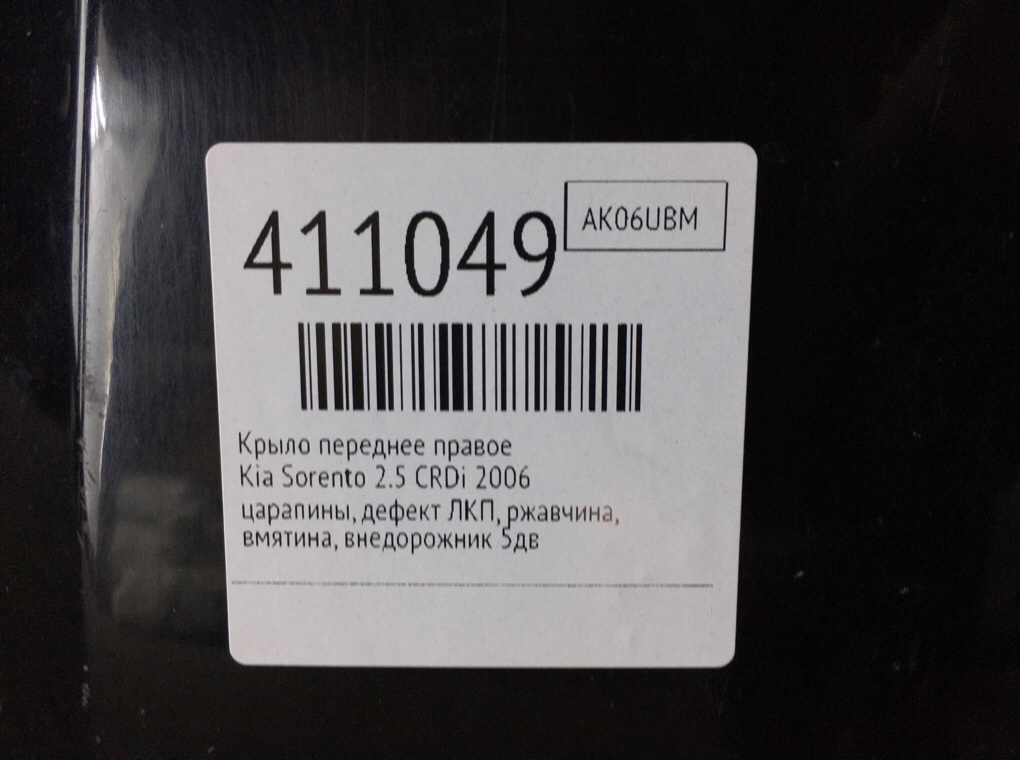 411049
AK06UBM
Крыло переднее правое
Kia Sorento 2.5 CRDi 2006
царапины, дефект ЛКП, ржавчина,
вмятина, внедорожник 5дв